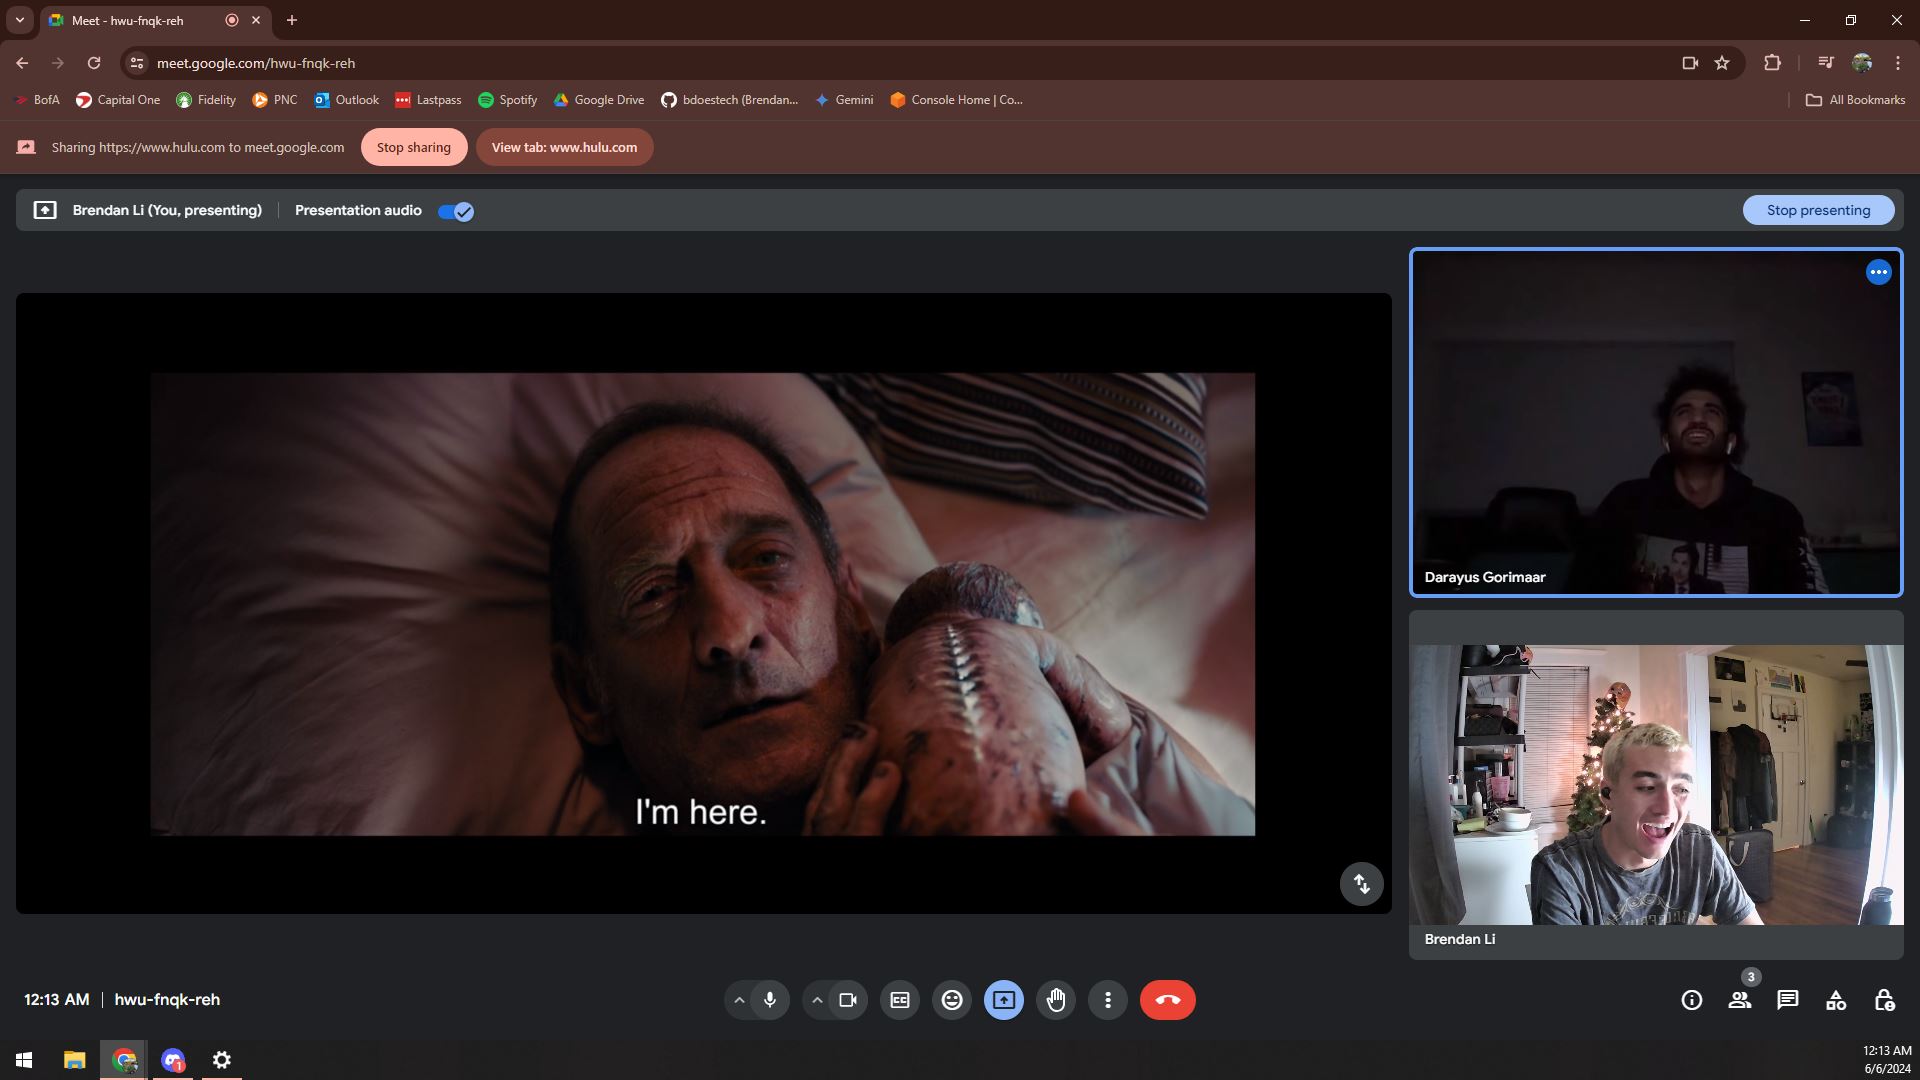 Meet - hwu-fnqk-reh
meet.google.com/hwu-fnqk-reh
BofA
Capital One
Fidelity
PNC
Outlook
Lastpass
Spotify
Google Drive
bdoestech (Brendan...
Gemini
Console Home | Co...
All Bookmarks
Sharing https://www.hulu.com to meet.google.com
Stop sharing
View tab: www.hulu.com
Brendan Li (You, presenting)
Presentation audio
Stop presenting
I'm here.
Darayus Gorimaar
Brendan Li
12:13 AM | hwu-fnqk-reh
CC
3
1
12:13 AM
6/6/2024